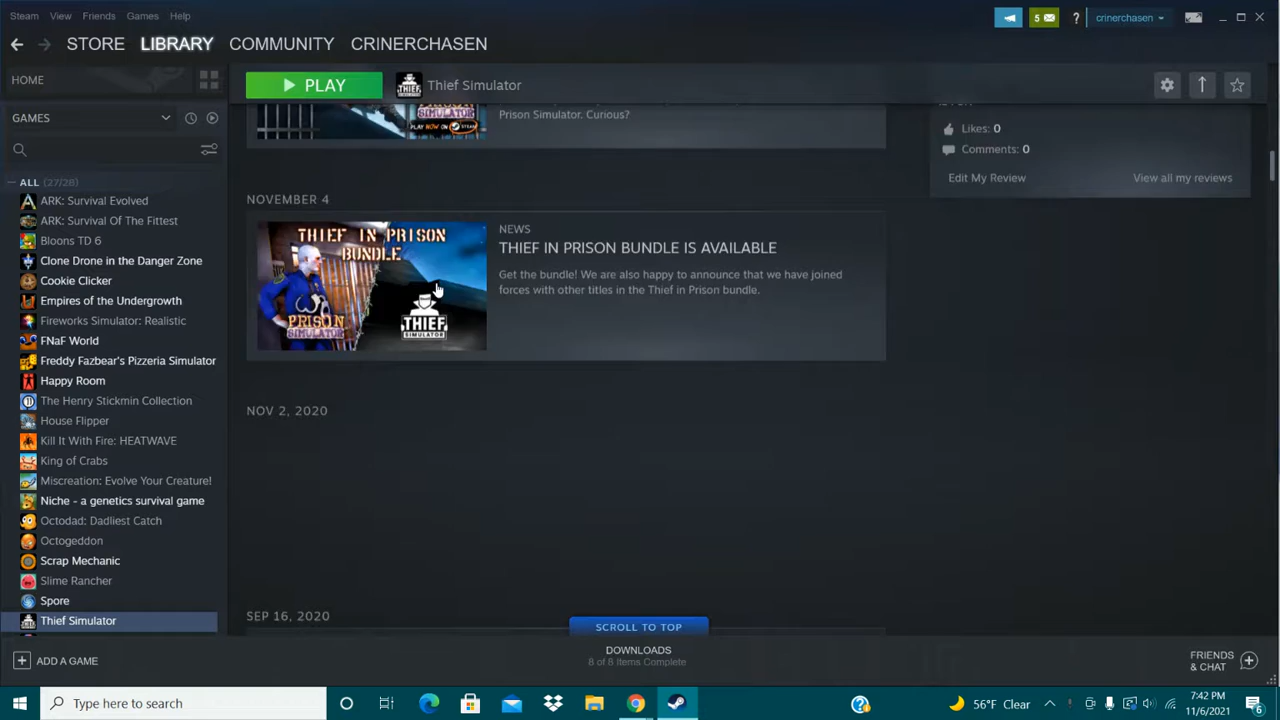 Steam View Friends Games Help
5
?
crinerchasen
STORE LIBRARY COMMUNITY CRINERCHASEN
HOME
PLAY
THIEF
Thief Simulator
GAMES
SIMULATOR
PLAY NOW ON STEAM
Prison Simulator. Curious?
Likes: 0
Comments: 0
Edit My Review
View all my reviews
ALL (27/28)
ARK: Survival Evolved
ARK: Survival Of The Fittest
Bloons TD 6
Clone Drone in the Danger Zone
Cookie Clicker
Empires of the Undergrowth
Fireworks Simulator: Realistic
FNaF World
Freddy Fazbear's Pizzeria Simulator
Happy Room
The Henry Stickmin Collection
House Flipper
Kill It With Fire: HEATWAVE
King of Crabs
Miscreation: Evolve Your Creature!
Niche - a genetics survival game
Octodad: Dadliest Catch
Octogeddon
Scrap Mechanic
Slime Rancher
Spore
Thief Simulator
NOVEMBER 4
THIEF IN PRISON
BUNDLE
PRISON
SIMULATOR
THIEF
SIMULATOR
NEWS
THIEF IN PRISON BUNDLE IS AVAILABLE
Get the bundle! We are also happy to announce that we have joined
forces with other titles in the Thief in Prison bundle.
NOV 2, 2020
SEP 16, 2020
SCROLL TO TOP
ADD A GAME
DOWNLOADS
8 of 8 Items Complete
FRIENDS
& CHAT
Type here to search
56°F Clear
7:42 PM
11/6/2021
6